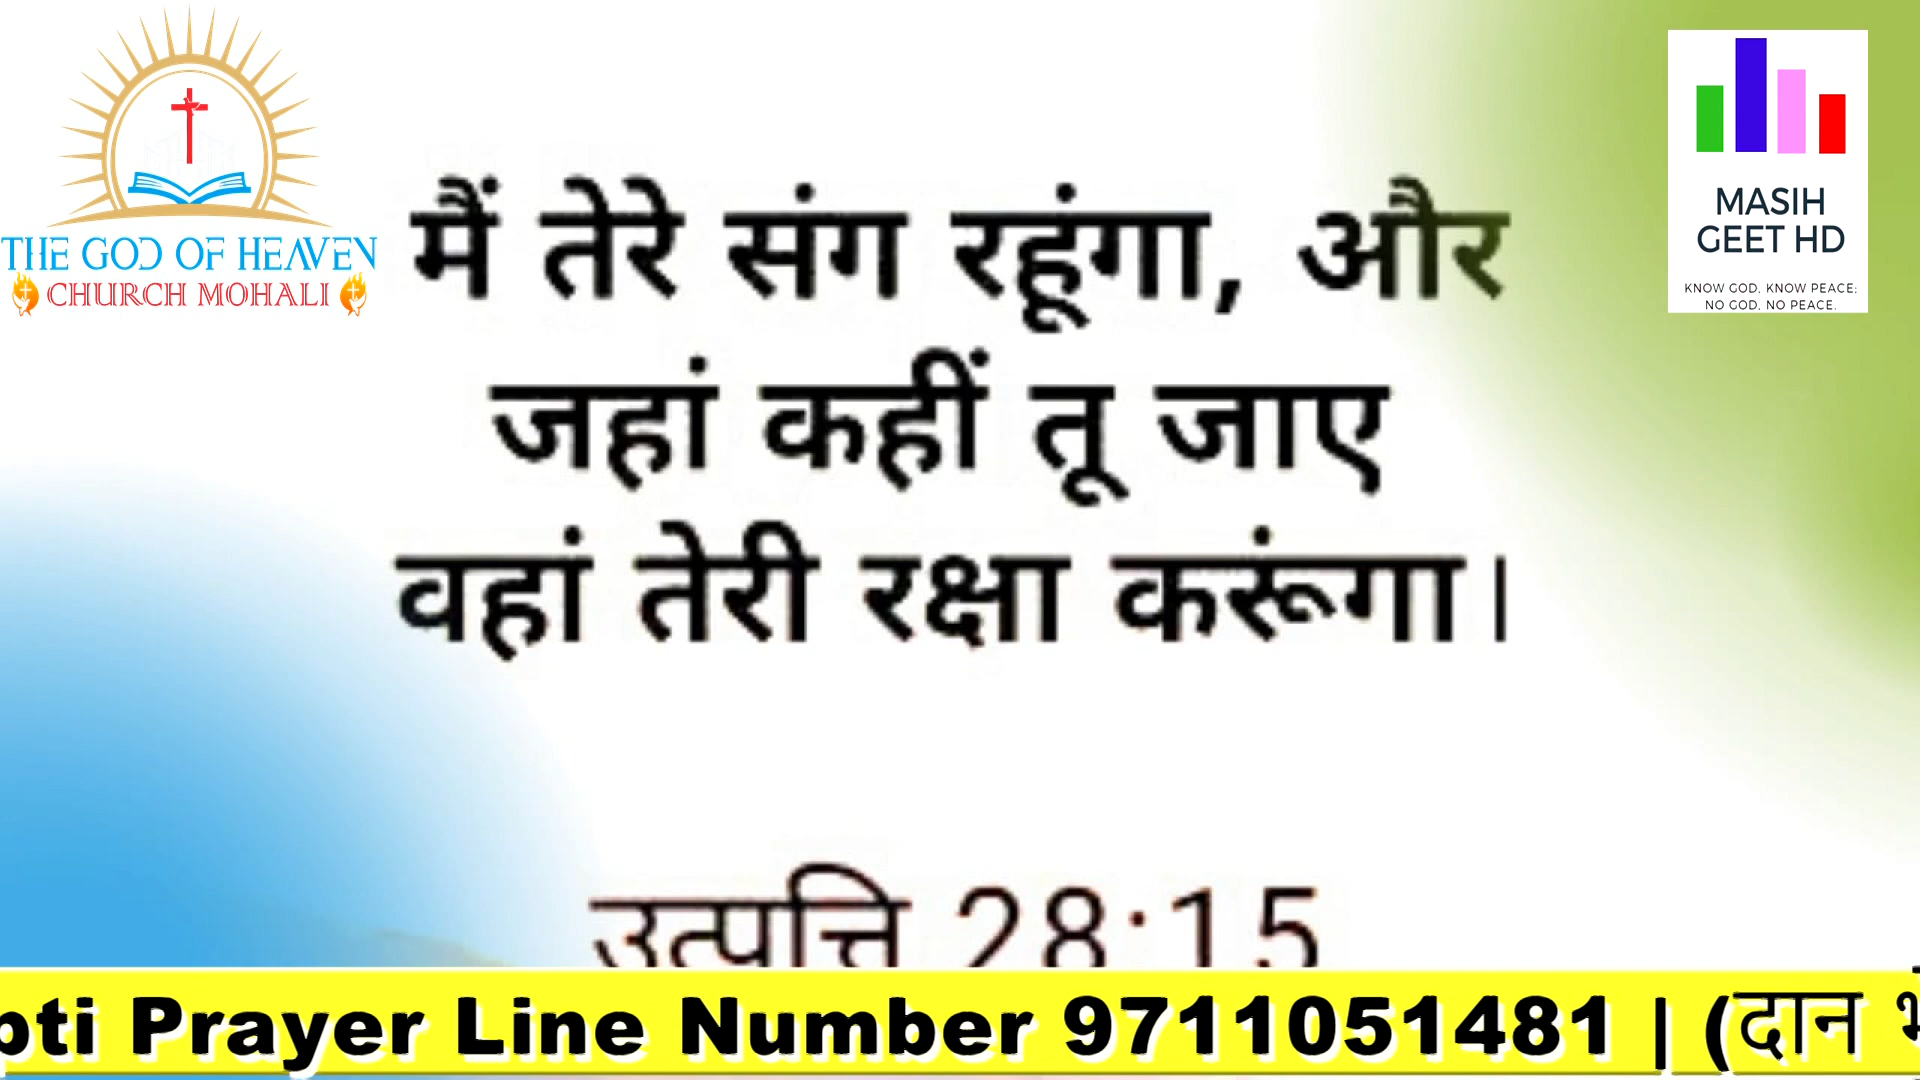 THE GOD OF HEAVEN
CHURCH MOHALI
मैं तेरे संग रहूंगा, और
जहां कहीं तू जाए
वहां तेरी रक्षा करूंगा।
उत्पत्ति 28:15
MASIH
GEET HD
KNOW GOD, KNOW PEACE;
NO GOD, NO PEACE.
Prayer Line Number 9711051481 | (दान